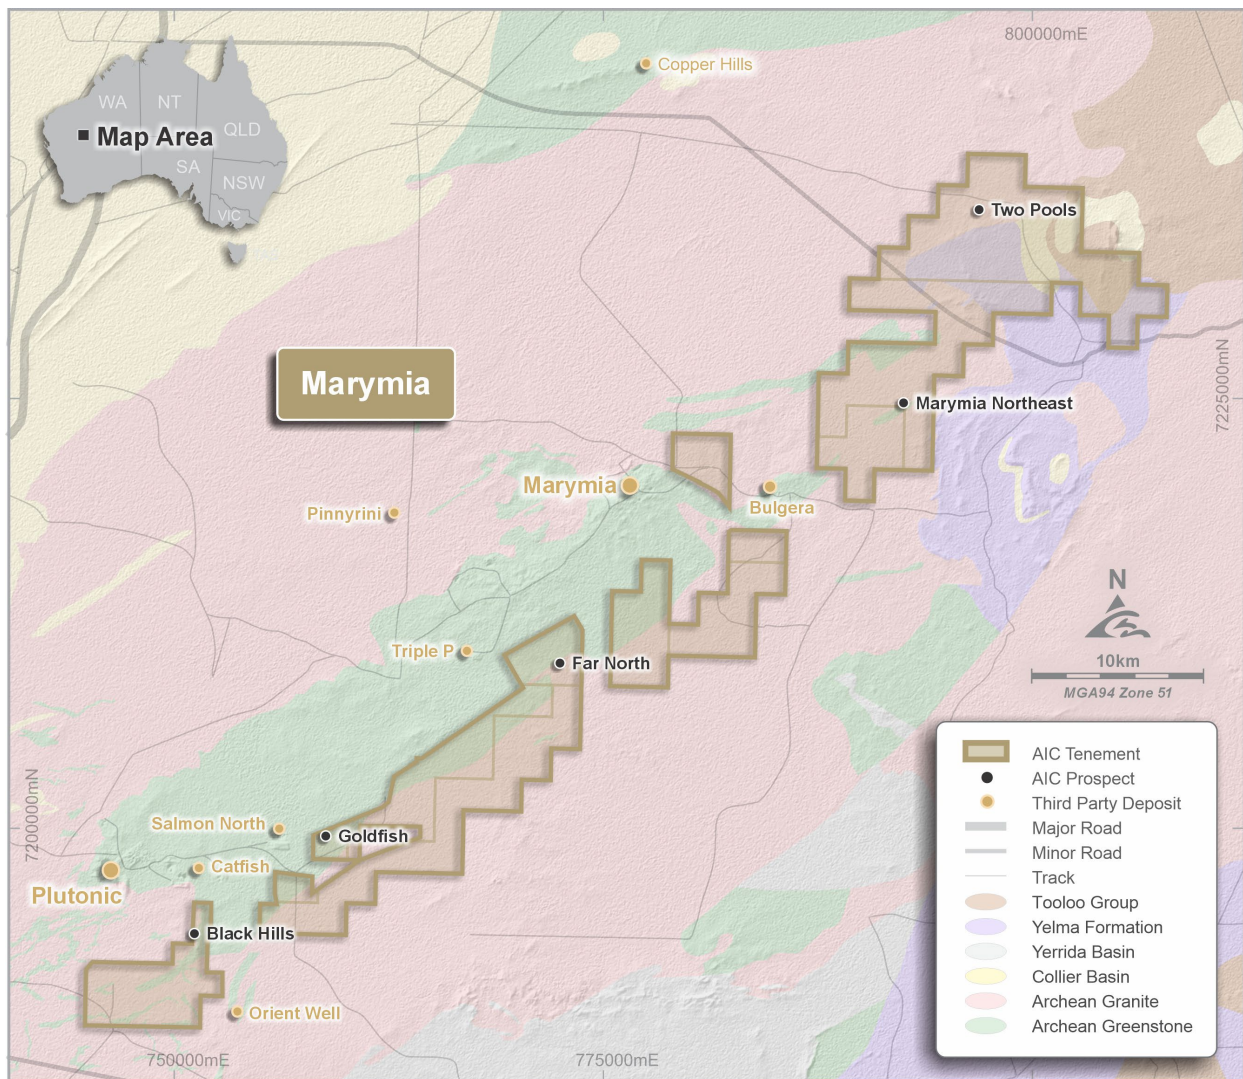 800000mE
Copper Hills
WA
NT
QLD
Map Area
SA
NSW
VIC
Two Pools
Marymia
Marymia Northeast
7225000mN
Marymia
Bulgera
Pinnyrini
N
Triple P
Far North
10km
MGA94 Zone 51
7200000mN
Salmon North
Goldfish
Catfish
Plutonic
Black Hills
Orient Well
AIC Tenement
AIC Prospect
Third Party Deposit
Major Road
Minor Road
Track
Tooloo Group
Yelma Formation
Yerrida Basin
Collier Basin
Archean Granite
Archean Greenstone
750000mE
775000mE